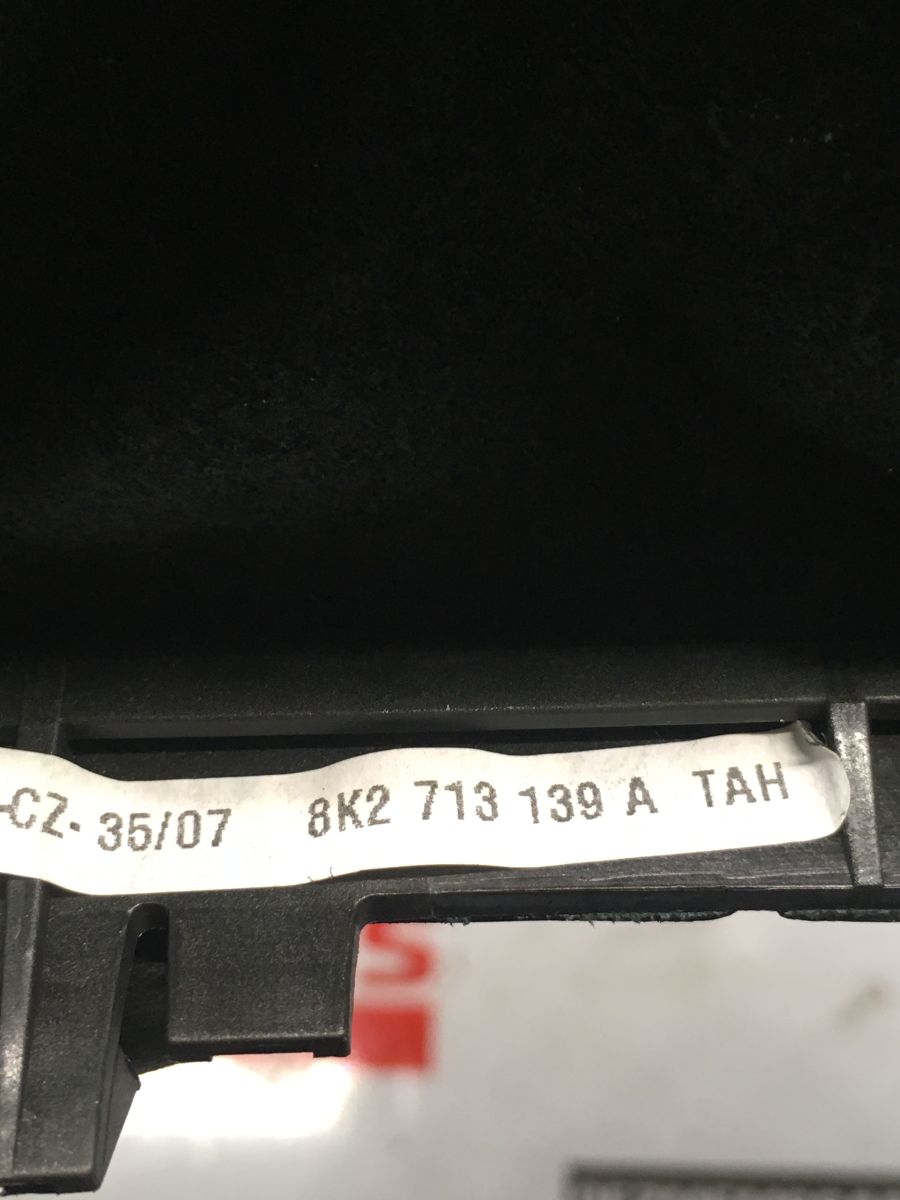 -CZ- 35/07 8K2 713 139 A TAH
S